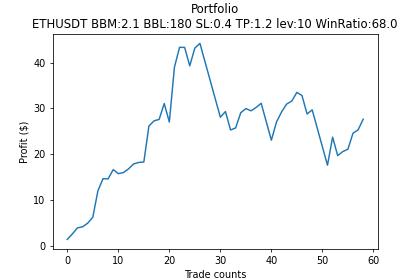 Portfolio
ETHUSDT BBM:2.1 BBL:180 SL:0.4 TP:1.2 lev:10 WinRatio:68.0
40
30
20
10
0
Profit ($)
0 10 20 30 40 50 60
Trade counts